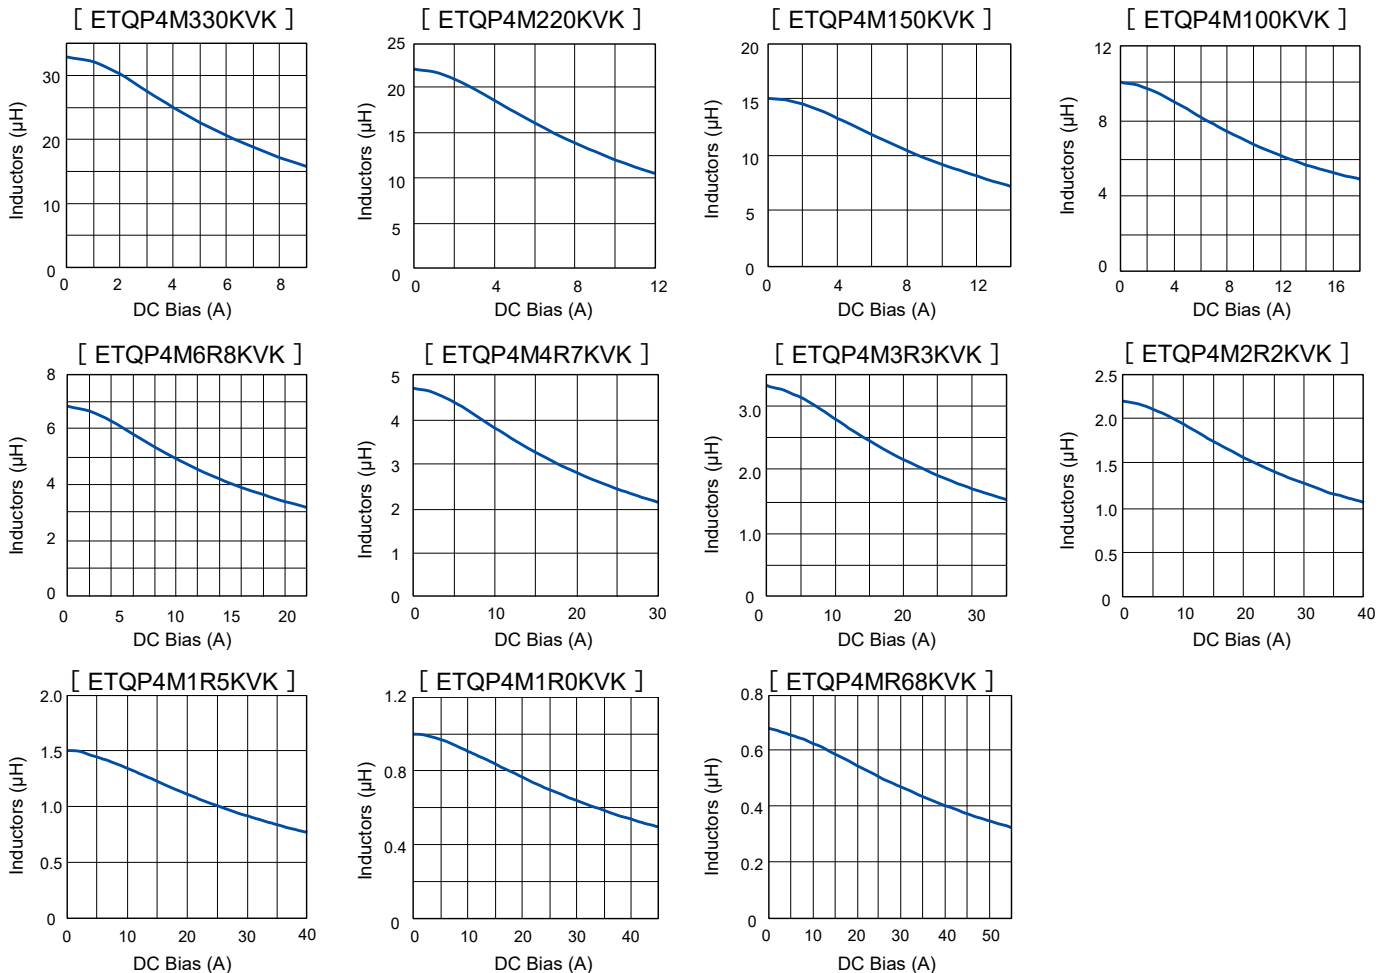 [ ETQP4M330KVK ]
30
20
10
0
0 2 4 6 8
Inductors (µH)
DC Bias (A)
[ ETQP4M220KVK ]
25
20
15
10
5
0
0 4 8 12
Inductors (µH)
DC Bias (A)
[ ETQP4M150KVK ]
20
15
10
5
0
0 4 8 12
Inductors (µH)
DC Bias (A)
[ ETQP4M100KVK ]
12
8
4
0
0 4 8 12 16
Inductors (µH)
DC Bias (A)
[ ETQP4M6R8KVK ]
8
6
4
2
0
0 5 10 15 20
Inductors (µH)
DC Bias (A)
[ ETQP4M4R7KVK ]
5
4
3
2
1
0
0 10 20 30
Inductors (µH)
DC Bias (A)
[ ETQP4M3R3KVK ]
3.0
2.0
1.0
0
0 10 20 30
Inductors (µH)
DC Bias (A)
[ ETQP4M2R2KVK ]
2.5
2.0
1.5
1.0
0.5
0
0 10 20 30 40
Inductors (µH)
DC Bias (A)
[ ETQP4M1R5KVK ]
2.0
1.5
1.0
0.5
0
0 10 20 30 40
Inductors (µH)
DC Bias (A)
[ ETQP4M1R0KVK ]
1.2
0.8
0.4
0
0 10 20 30 40
Inductors (µH)
DC Bias (A)
[ ETQP4MR68KVK ]
0.8
0.6
0.4
0.2
0
0 10 20 30 40 50
Inductors (µH)
DC Bias (A)